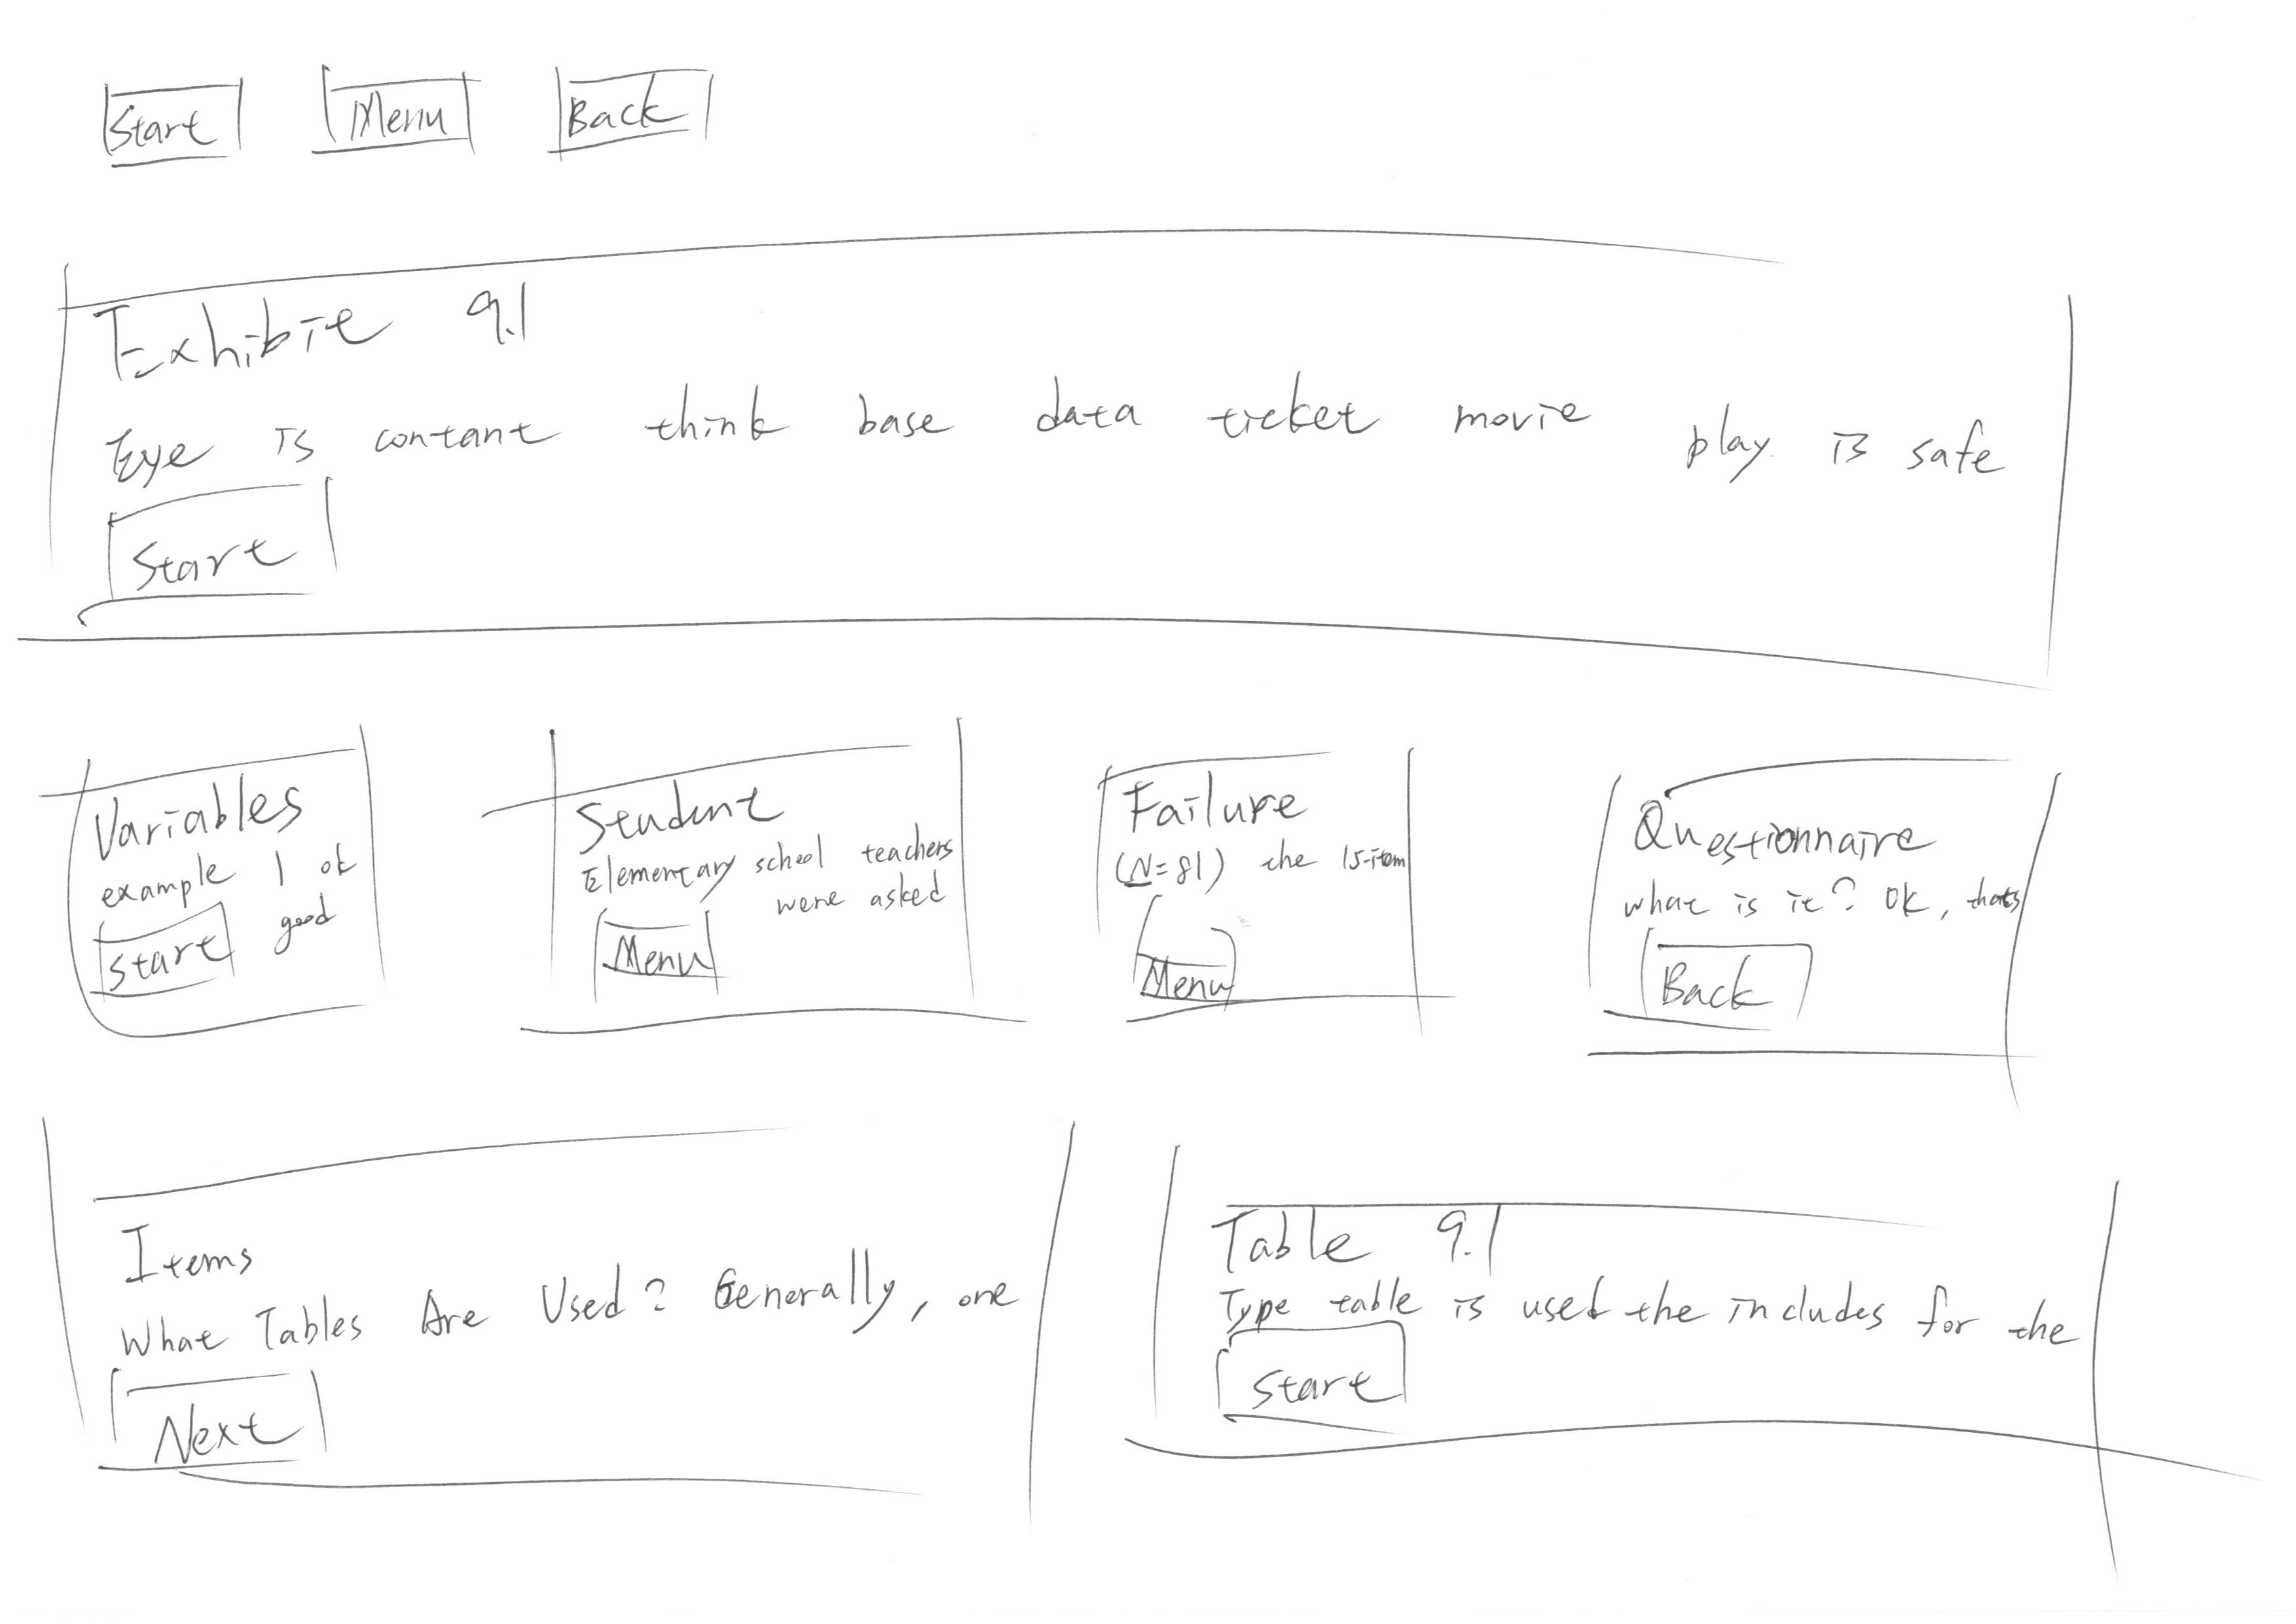 Start Menu Back
Exhibit 9.1
Eye is contant think base data ticket movie play is safe
Start
Variables
example 1 ok
good
Start
Student
Elementary school teachers
were asked
Menu
Failure
(N=81) the 15-item
Menu
Questionnaire
what is it? ok, thats
Back
Items
What Tables Are Used? Generally, one
Next
Table 9.1
Type table is used the includes for the
Start